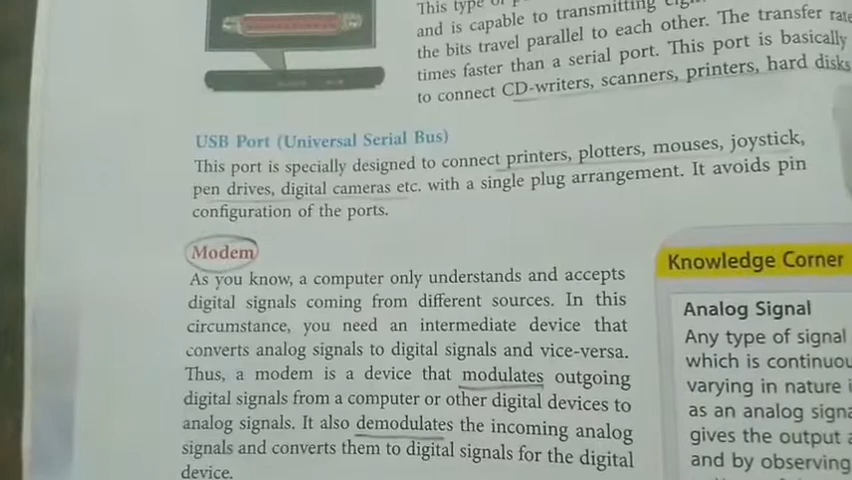 This type of
and is capable to transmitting
the bits travel parallel to each other. The transfer rate
times faster than a serial port. This port is basically
to connect CD-writers, scanners, printers, hard disks
USB Port (Universal Serial Bus)
This port is specially designed to connect printers, plotters, mouses, joystick,
pen drives, digital cameras etc. with a single plug arrangement. It avoids pin
configuration of the ports.
Modem
As you know, a computer only understands and accepts
digital signals coming from different sources. In this
circumstance, you need an intermediate device that
converts analog signals to digital signals and vice-versa.
Thus, a modem is a device that modulates outgoing
digital signals from a computer or other digital devices to
analog signals. It also demodulates the incoming analog
signals and converts them to digital signals for the digital
device.
Knowledge Corner
Analog Signal
Any type of signal
which is continuou
varying in nature i
as an analog signa
gives the output a
and by observing